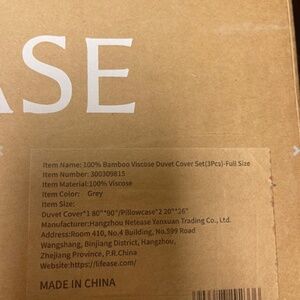 ASE
Item Name: 100% Bamboo Viscose Duvet Cover Set(3Pcs)-Full Size
Item Number: 300309815
Item Material:100% Viscose
Item Color: Grey
Item Size:
Duvet Cover*1 80"*90"/Pillowcase*2 20"*26"
Manufacturer:Hangzhou Netease Yanxuan Trading Co., Ltd.
Address:Room 410, No.4 Building, No.599 Road
Wangshang, Binjiang District, Hangzhou,
Zhejiang Province, P.R.China
Website:https://lifease.com/
MADE IN CHINA